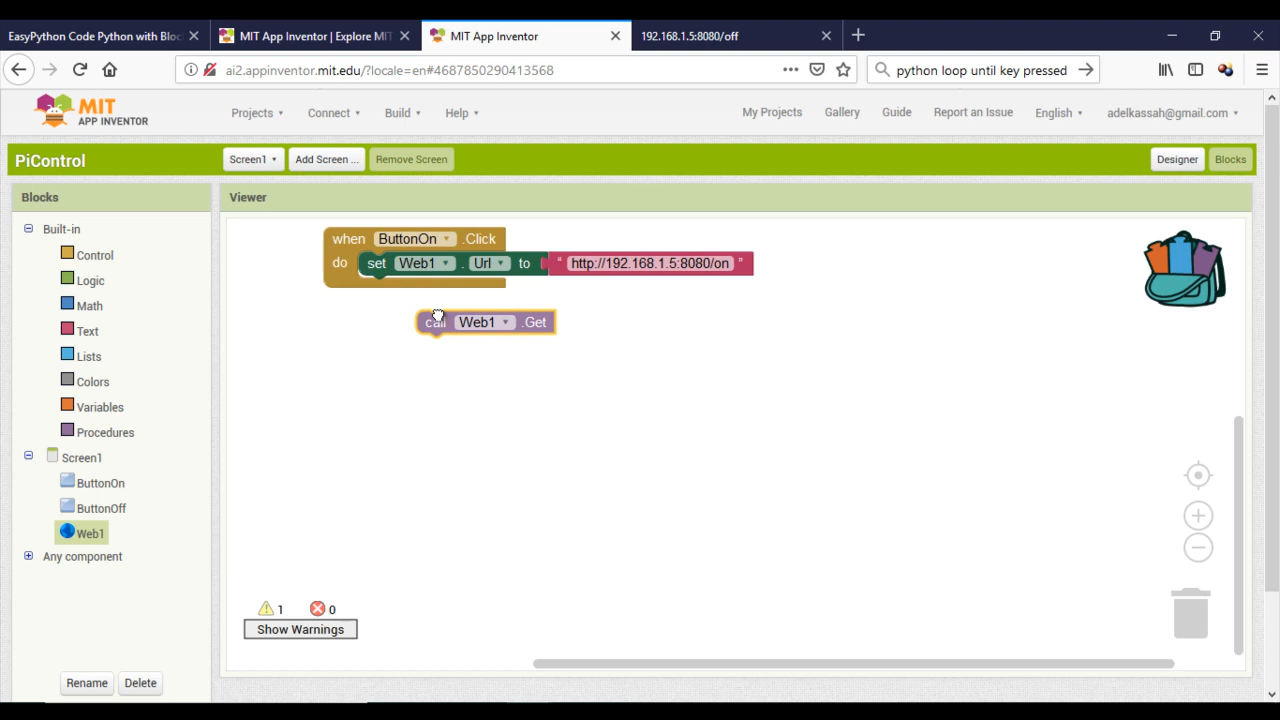 EasyPython Code Python with Bloc
MIT App Inventor | Explore MIT
MIT App Inventor
192.168.1.5:8080/off
ai2.appinventor.mit.edu/?locale=en#4687850290413568
python loop until key pressed
MIT
APP INVENTOR
Projects
Connect
Build
Help
My Projects
Gallery
Guide
Report an Issue
English
adelkassah@gmail.com
PiControl
Screen1
Add Screen ...
Remove Screen
Designer
Blocks
Blocks
Viewer
Built-in
Control
Logic
Math
Text
Lists
Colors
Variables
Procedures
Screen1
ButtonOn
ButtonOff
Web1
Any component
Rename
Delete
when ButtonOn .Click
do set Web1 . Url to " http://192.168.1.5:8080/on "
call Web1 .Get
1 0
Show Warnings